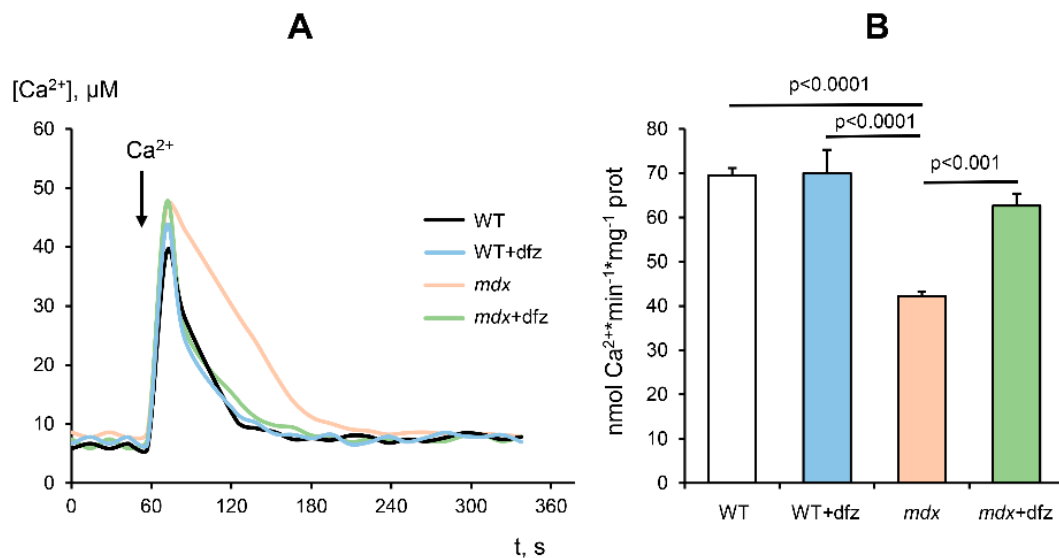 A
[Ca²⁺], µM
60
50
40
30
20
10
0
Ca²⁺
WT
WT+dfz
mdx
mdx+dfz
0 60 120 180 240 300 360
t, s
B
p<0.0001
p<0.0001
p<0.001
nmol Ca²⁺*min⁻¹*mg⁻¹ prot
80
70
60
50
40
30
20
10
0
WT WT+dfz mdx mdx+dfz